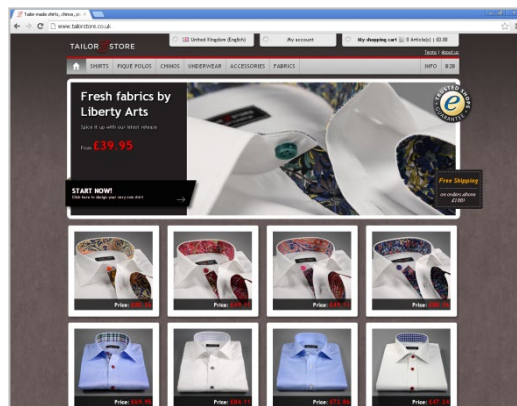 Tailor-made shirts, chinos, po
www.tailorstore.co.uk
TAILOR STORE
United Kingdom (English)
My account
My shopping cart 0 Article(s) | £0.00
Terms | About us
SHIRTS PIQUÉ POLOS CHINOS UNDERWEAR ACCESSORIES FABRICS INFO B2B
Fresh fabrics by
Liberty Arts
Spice it up with our latest release
From £39.95
START NOW!
Click here to design your very own shirt
TRUSTED SHOPS
GUARANTEE
Free Shipping
on orders above
£100!
Price:
Price:
Price:
Price:
Price:
Price:
Price:
Price: